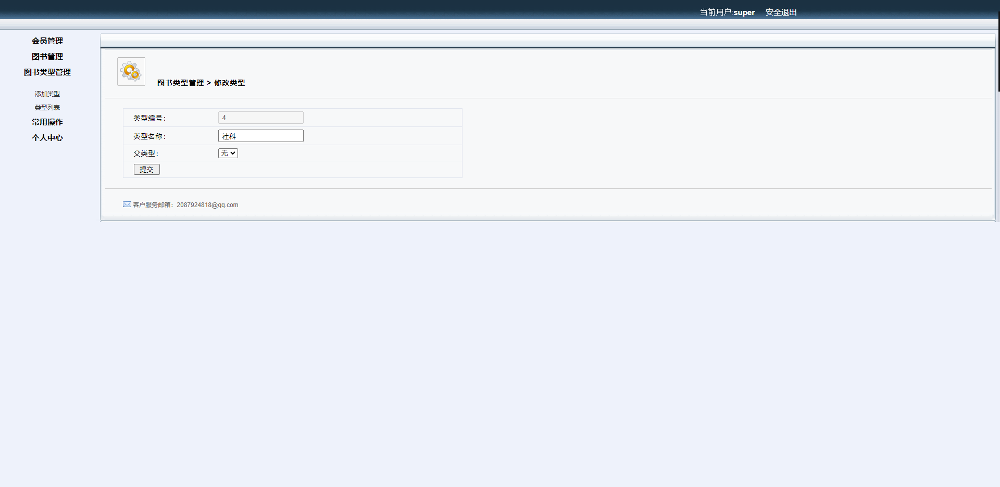 当前用户:super 安全退出
会员管理
图书管理
图书类型管理
添加类型
类型列表
常用操作
个人中心
图书类型管理 > 修改类型
类型编号: 4
类型名称: 社科
父类型: 无
提交
客户服务邮箱：2087924818@qq.com